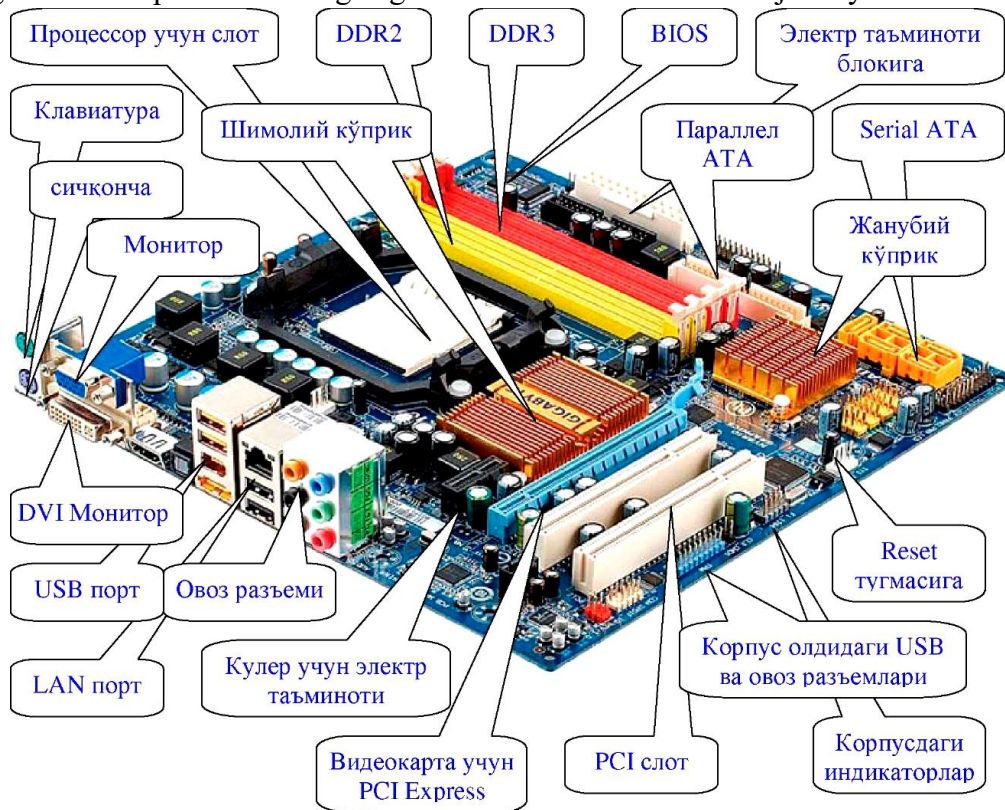 Процессор учун слот
DDR2
DDR3
BIOS
Электр таъминоти
блокига
Клавиатура
Шимолий кўприк
Параллел
АТА
Serial ATA
сичқонча
Монитор
Жанубий
кўприк
GIGABY
DVI Монитор
USB порт
Овоз разъеми
Reset
тугмасига
LAN порт
Кулер учун электр
таъминоти
Корпус олдидаги USB
ва овоз разъемлари
Видеокарта учун
PCI Express
PCI слот
Корпусдаги
индикаторлар